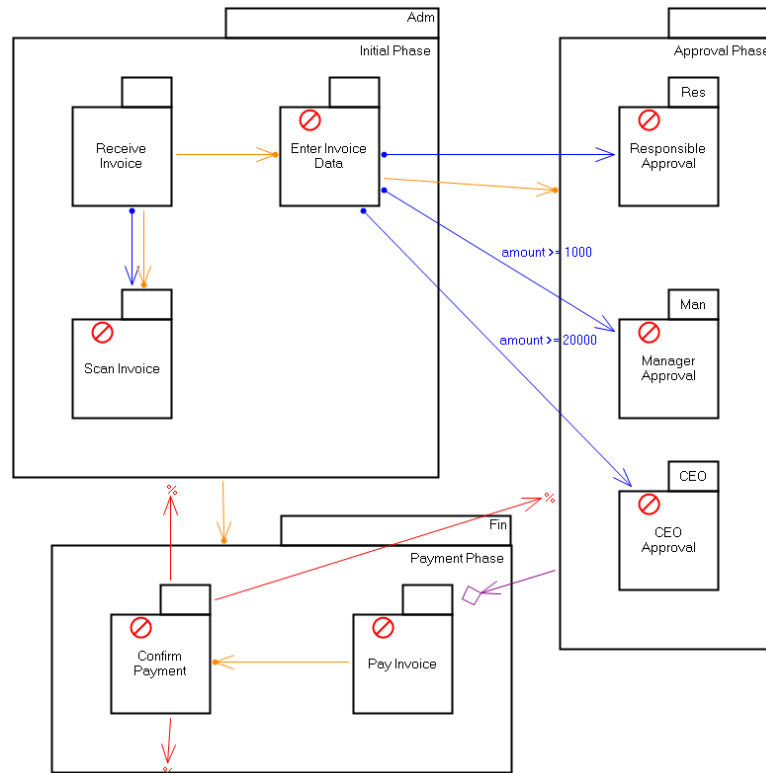 Adm
Initial Phase
Approval Phase
Res
Receive
Invoice
Enter Invoice
Data
Responsible
Approval
amount >= 1000
Man
Scan Invoice
amount >= 20000
Manager
Approval
%
%
CEO
Fin
CEO
Approval
Payment Phase
Confirm
Payment
Pay Invoice
%